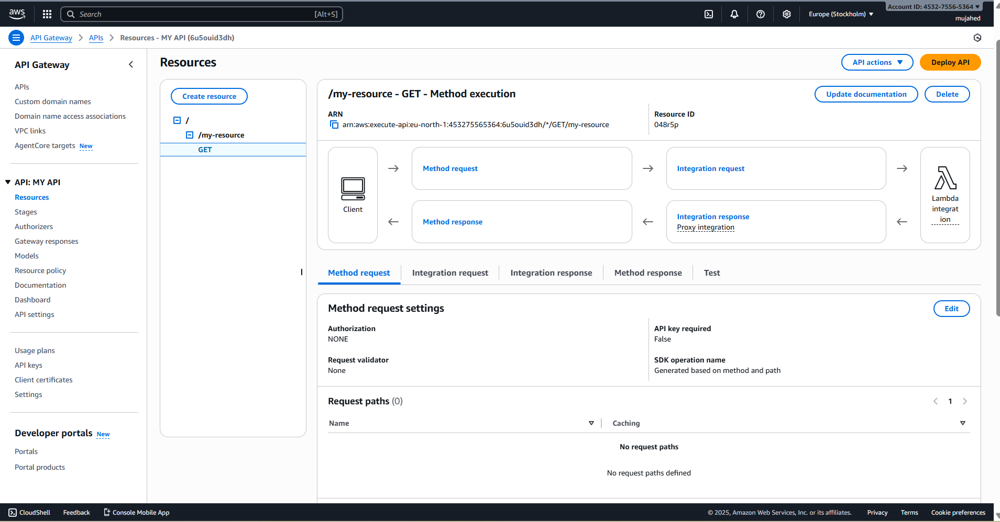 aws
Search
[Alt+S]
Europe (Stockholm)
Account ID: 4532-7556-5364
mujahed
API Gateway
APIs
Resources - MY API (6u5ouid3dh)
API Gateway
APIs
Custom domain names
Domain name access associations
VPC links
AgentCore targets New
API: MY API
Resources
Stages
Authorizers
Gateway responses
Models
Resource policy
Documentation
Dashboard
API settings
Usage plans
API keys
Client certificates
Settings
Developer portals New
Portals
Portal products
Resources
API actions
Deploy API
Create resource
/
/my-resource
GET
/my-resource - GET - Method execution
Update documentation
Delete
ARN
arn:aws:execute-api:eu-north-1:453275565364:6u5ouid3dh/*/GET/my-resource
Resource ID
048r5p
Client
Method request
Integration request
Method response
Integration response
Proxy integration
Lambda
integrat
ion
Method request
Integration request
Integration response
Method response
Test
Method request settings
Edit
Authorization
NONE
API key required
False
Request validator
None
SDK operation name
Generated based on method and path
Request paths (0)
1
Name
Caching
No request paths
No request paths defined
CloudShell
Feedback
Console Mobile App
© 2025, Amazon Web Services, Inc. or its affiliates.
Privacy
Terms
Cookie preferences